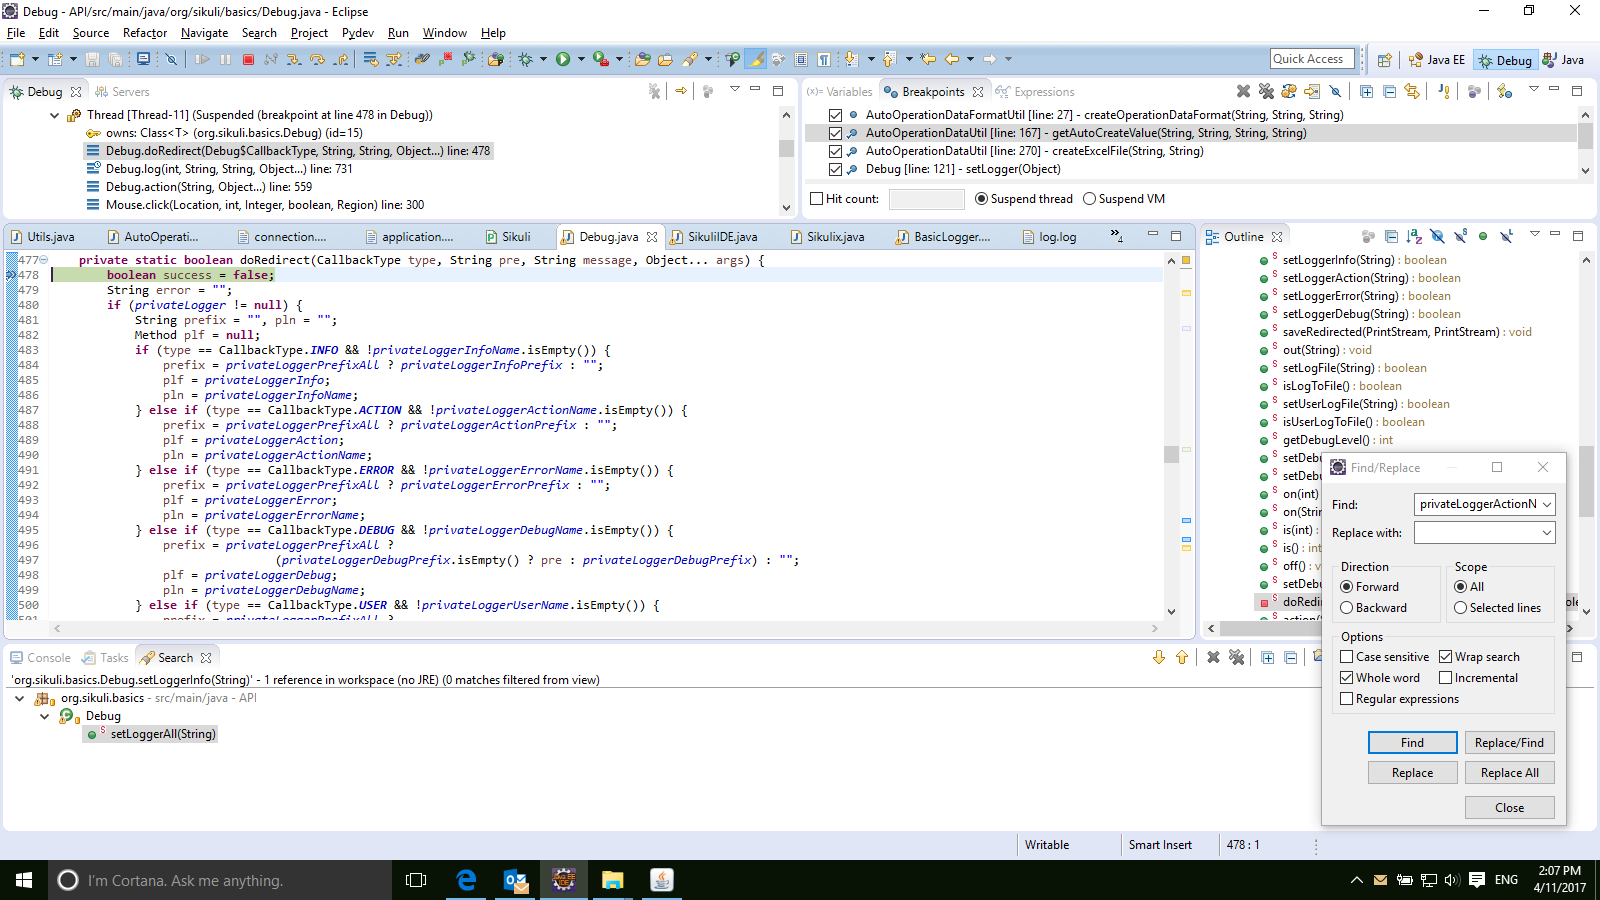 Debug - API/src/main/java/org/sikuli/basics/Debug.java - Eclipse
File Edit Source Refactor Navigate Search Project Pydev Run Window Help
Quick Access Java EE Debug Java
Debug Servers
Thread [Thread-11] (Suspended (breakpoint at line 478 in Debug))
owns: Class<T> (org.sikuli.basics.Debug) (id=15)
Debug.doRedirect(Debug$CallbackType, String, String, Object...) line: 478
Debug.log(int, String, String, Object...) line: 731
Debug.action(String, Object...) line: 559
Mouse.click(Location, int, Integer, boolean, Region) line: 300
(x)= Variables Breakpoints Expressions
AutoOperationDataFormatUtil [line: 27] - createOperationDataFormat(String, String, String)
AutoOperationDataUtil [line: 167] - getAutoCreateValue(String, String, String, String)
AutoOperationDataUtil [line: 270] - createExcelFile(String, String)
Debug [line: 121] - setLogger(Object)
Hit count: Suspend thread Suspend VM
Utils.java AutoOperati... connection.... application.... Sikuli Debug.java SikuliIDE.java Sikulix.java BasicLogger.... log.log »4
477 private static boolean doRedirect(CallbackType type, String pre, String message, Object... args) {
478 boolean success = false;
479 String error = "";
480 if (privateLogger != null) {
481 String prefix = "", pln = "";
482 Method plf = null;
483 if (type == CallbackType.INFO && !privateLoggerInfoName.isEmpty()) {
484 prefix = privateLoggerPrefixAll ? privateLoggerInfoPrefix : "";
485 plf = privateLoggerInfo;
486 pln = privateLoggerInfoName;
487 } else if (type == CallbackType.ACTION && !privateLoggerActionName.isEmpty()) {
488 prefix = privateLoggerPrefixAll ? privateLoggerActionPrefix : "";
489 plf = privateLoggerAction;
490 pln = privateLoggerActionName;
491 } else if (type == CallbackType.ERROR && !privateLoggerErrorName.isEmpty()) {
492 prefix = privateLoggerPrefixAll ? privateLoggerErrorPrefix : "";
493 plf = privateLoggerError;
494 pln = privateLoggerErrorName;
495 } else if (type == CallbackType.DEBUG && !privateLoggerDebugName.isEmpty()) {
496 prefix = privateLoggerPrefixAll ?
497 (privateLoggerDebugPrefix.isEmpty() ? pre : privateLoggerDebugPrefix) : "";
498 plf = privateLoggerDebug;
499 pln = privateLoggerDebugName;
500 } else if (type == CallbackType.USER && !privateLoggerUserName.isEmpty()) {
501 prefix = privateLoggerPrefixAll ?
Outline
setLoggerInfo(String) : boolean
setLoggerAction(String) : boolean
setLoggerError(String) : boolean
setLoggerDebug(String) : boolean
saveRedirected(PrintStream, PrintStream) : void
out(String) : void
setLogFile(String) : boolean
isLogToFile() : boolean
setUserLogFile(String) : boolean
isUserLogToFile() : boolean
getDebugLevel() : int
setDebu
setDebu
on(int)
on(Strin
is(int) :
is() : int
off() : v
setDebu
doRedir
action(S
Find/Replace
Find: privateLoggerActionN
Replace with:
Direction Scope
Forward All
Backward Selected lines
Options
Case sensitive Wrap search
Whole word Incremental
Regular expressions
Find Replace/Find
Replace Replace All
Close
Console Tasks Search
'org.sikuli.basics.Debug.setLoggerInfo(String)' - 1 reference in workspace (no JRE) (0 matches filtered from view)
org.sikuli.basics - src/main/java - API
Debug
setLoggerAll(String)
Writable Smart Insert 478 : 1
I'm Cortana. Ask me anything.
ENG
2:07 PM
4/11/2017